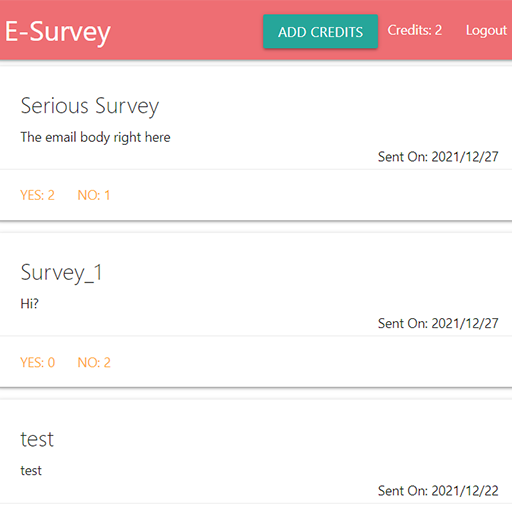 E-Survey
ADD CREDITS
Credits: 2
Logout
Serious Survey
The email body right here
Sent On: 2021/12/27
YES: 2 NO: 1
Survey_1
Hi?
Sent On: 2021/12/27
YES: 0 NO: 2
test
test
Sent On: 2021/12/22